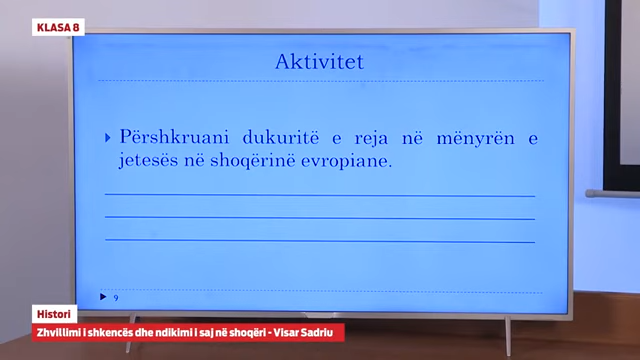 KLASA 8
Aktivitet
Përshkruani dukuritë e reja në mënyrën e
jetesës në shoqërinë evropiane.
9
Histori
Zhvillimi i shkencës dhe ndikimi i saj në shoqëri - Visar Sadriu